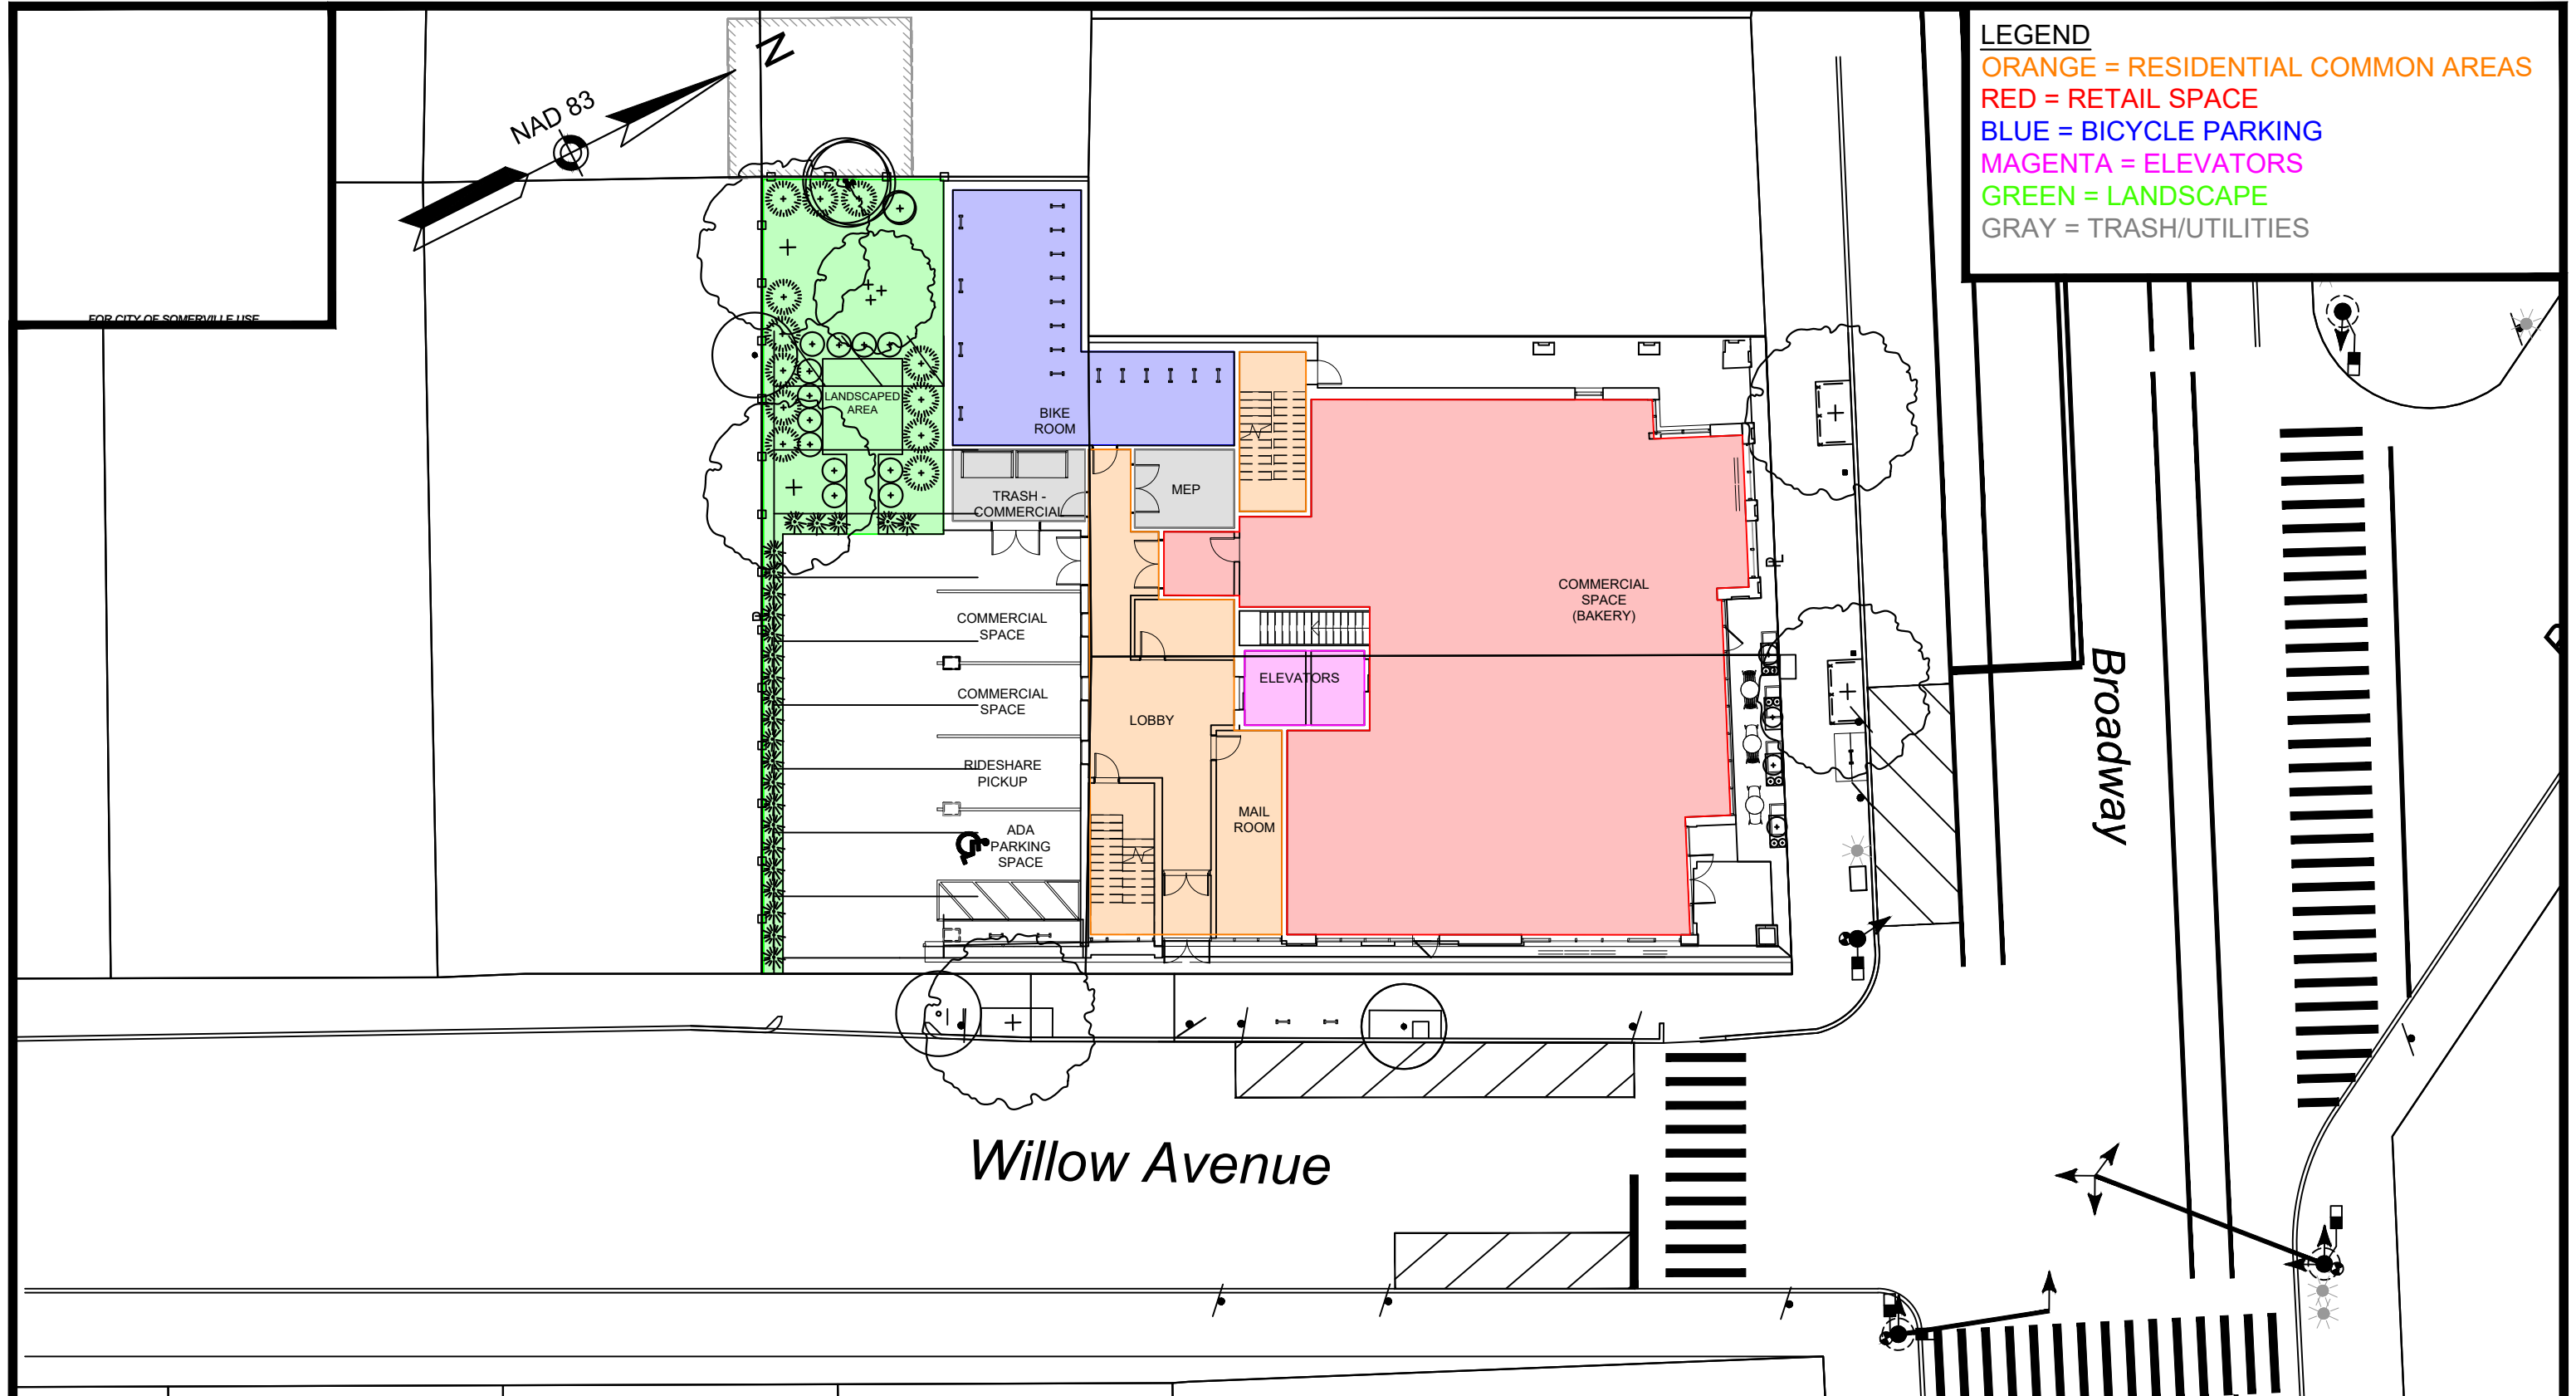 LEGEND
ORANGE = RESIDENTIAL COMMON AREAS
RED = RETAIL SPACE
BLUE = BICYCLE PARKING
MAGENTA = ELEVATORS
GREEN = LANDSCAPE
GRAY = TRASH/UTILITIES
N
NAD 83
FOR CITY OF SOMERVILLE USE
LANDSCAPED
AREA
BIKE
ROOM
TRASH -
COMMERCIAL
MEP
COMMERCIAL
SPACE
(BAKERY)
COMMERCIAL
SPACE
COMMERCIAL
SPACE
ELEVATORS
LOBBY
RIDESHARE
PICKUP
MAIL
ROOM
ADA
PARKING
SPACE
Broadway
Willow Avenue